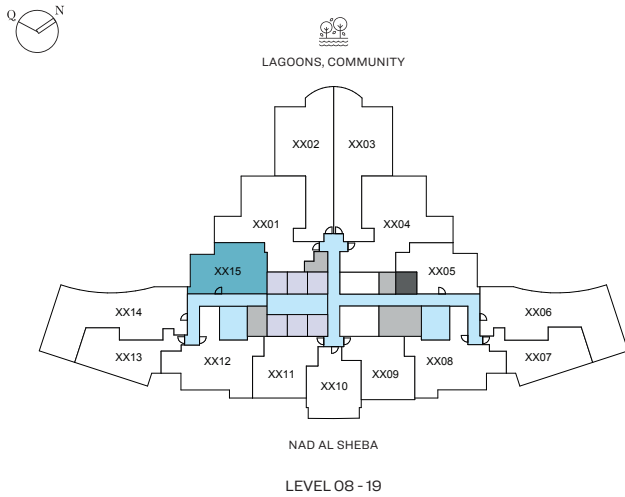 Q N
LAGOONS, COMMUNITY
XX02 XX03
XX01 XX04
XX15 XX05
XX14 XX06
XX13 XX12 XX08 XX07
XX11 XX10 XX09
NAD AL SHEBA
LEVEL 08 - 19